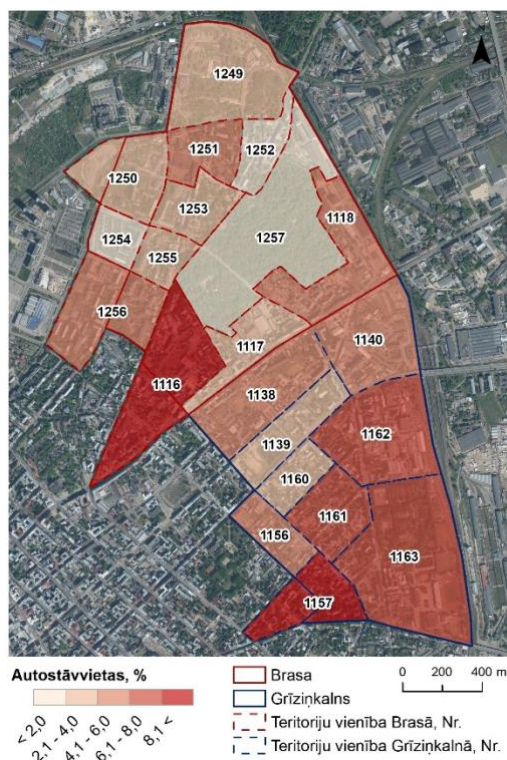 1249
1251
1252
1250
1253
1118
1254
1257
1255
1256
1117
1140
1116
1138
1162
1139
1160
1161
1156
1163
1157
Autostāvvietas, %
< 2,0
2,1 - 4,0
4,1 - 6,0
6,1 - 8,0
8,1 <
Brasa
Grīziņkalns
Teritoriju vienība Brasā, Nr.
Teritoriju vienība Grīziņkalnā, Nr.
0 200 400 m